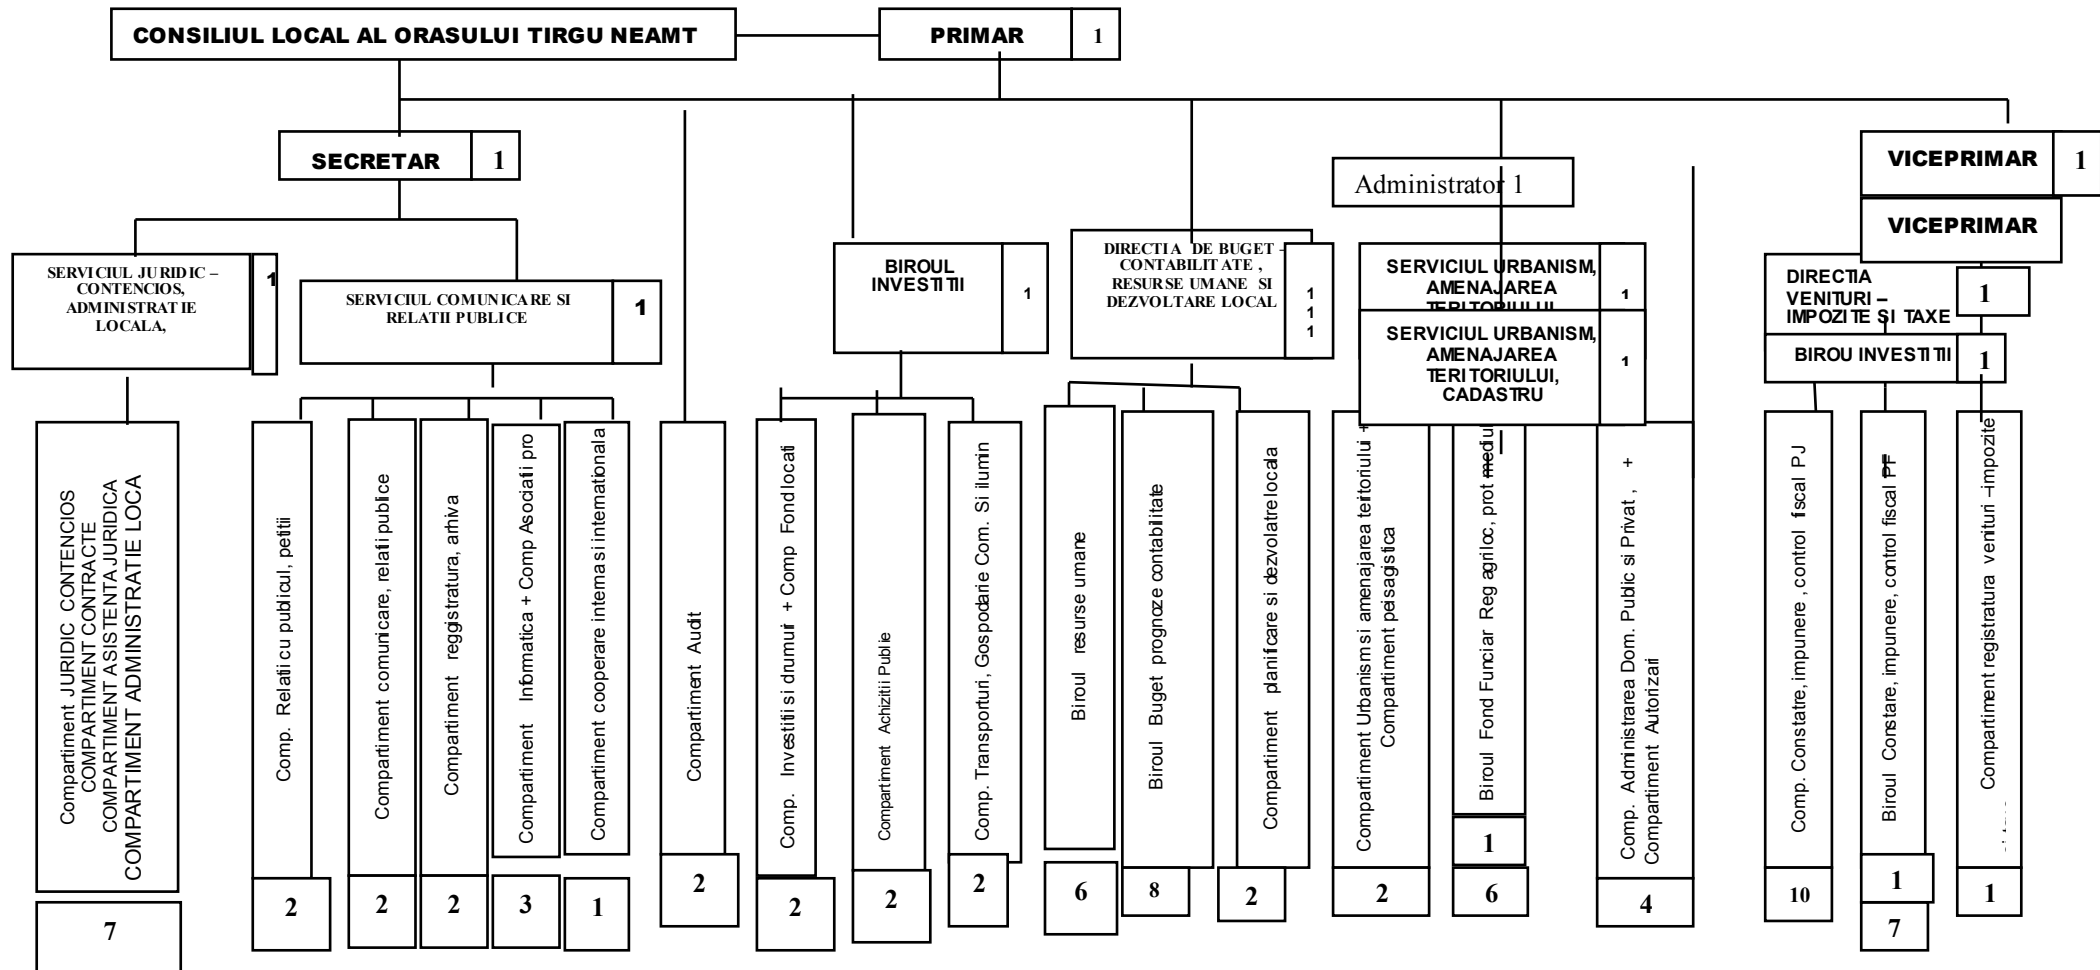 CONSILIUL LOCAL AL ORASULUI TIRGU NEAMT
PRIMAR
1
SECRETAR
1
Administrator 1
VICEPRIMAR
1
VICEPRIMAR
SERVICIUL JURIDIC –
CONTENCIOS,
ADMINISTRATIE
LOCALA,
1
SERVICIUL COMUNICARE SI
RELATII PUBLICE
1
BIROUL
INVESTITII
1
DIRECTIA DE BUGET –
CONTABILITATE ,
RESURSE UMANE SI
DEZVOLTARE LOCAL
1
1
1
SERVICIUL URBANISM,
AMENAJAREA
TERITORIULUI
1
SERVICIUL URBANISM,
AMENAJAREA
TERITORIULUI,
CADASTRU
1
DIRECTIA
VENITURI –
IMPOZITE SI TAXE
1
BIROU INVESTITII
1
Compartiment JURIDIC CONTENCIOS
COMPARTIMENT CONTRACTE
COMPARTIMENT ASISTENTA JURIDICA
COMPARTIMENT ADMINISTRATIE LOCA
7
Comp. Relatii cu publicul, petitii
2
Compartiment comunicare, relatii publice
2
Compartiment reggistratura, arhiva
2
Compartiment Informatica + Comp Asociatii pro
3
Compartiment cooperare interna si internationala
1
Compartiment Audit
2
Comp. Investitii si drumuri + Comp Fond locati
2
Compartiment Achizitii Publie
2
Comp. Transporturi, Gospodarie Com. Si ilumin
2
Biroul resurse umane
6
Biroul Buget prognoze contabilitate
8
Compartiment planificare si dezvolatre locala
2
Compartiment Urbanism si amenajarea teritoriului +
Compartiment peisagistica
2
Biroul Fond Funciar Reg agriloc, prot mediul
1
6
Comp. Administrarea Dom. Public si Privat , +
Compartiment Autorizari
4
Comp. Constatre, impunere , control fiscal PJ
10
Biroul Constare, impunere, control fiscal PF
1
7
Compartiment registratura venituri –impozite
1